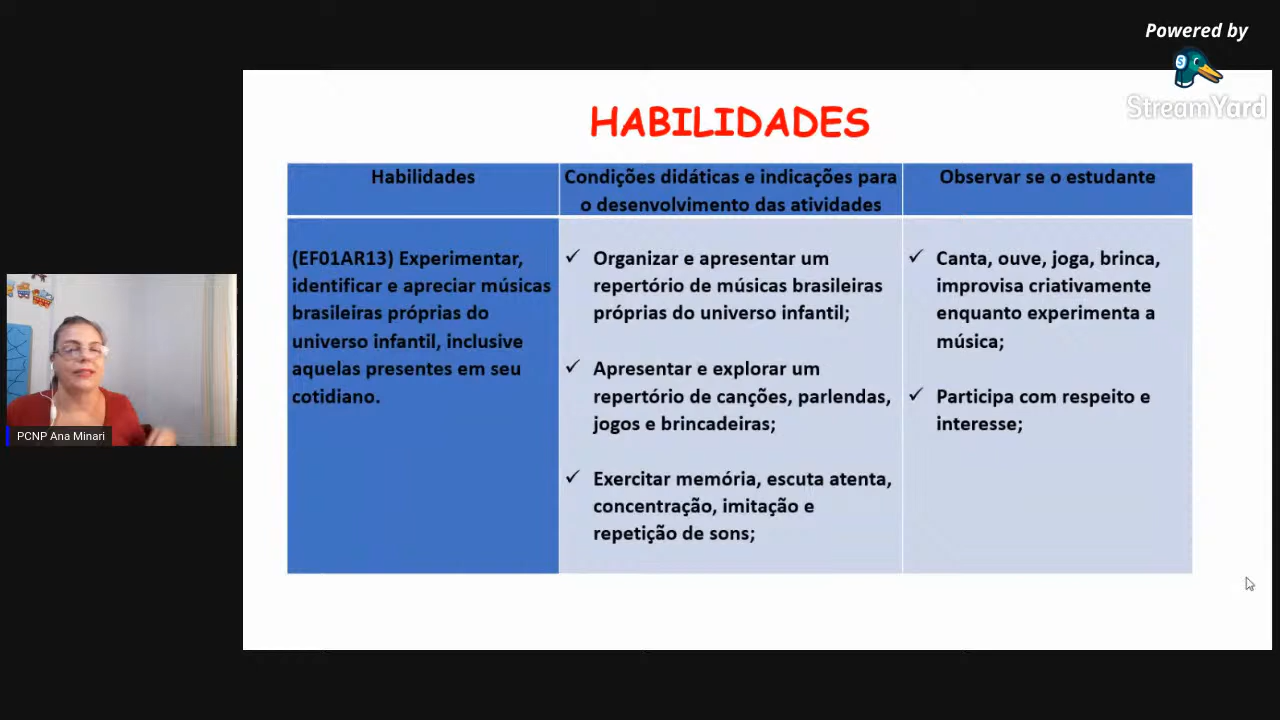 Powered by
StreamYard
HABILIDADES
Habilidades
Condições didáticas e indicações para
o desenvolvimento das atividades
Observar se o estudante
(EF01AR13) Experimentar,
identificar e apreciar músicas
brasileiras próprias do
universo infantil, inclusive
aquelas presentes em seu
cotidiano.
✓ Organizar e apresentar um
repertório de músicas brasileiras
próprias do universo infantil;
✓ Apresentar e explorar um
repertório de canções, parlendas,
jogos e brincadeiras;
✓ Exercitar memória, escuta atenta,
concentração, imitação e
repetição de sons;
✓ Canta, ouve, joga, brinca,
improvisa criativamente
enquanto experimenta a
música;
✓ Participa com respeito e
interesse;
PCNP Ana Minari